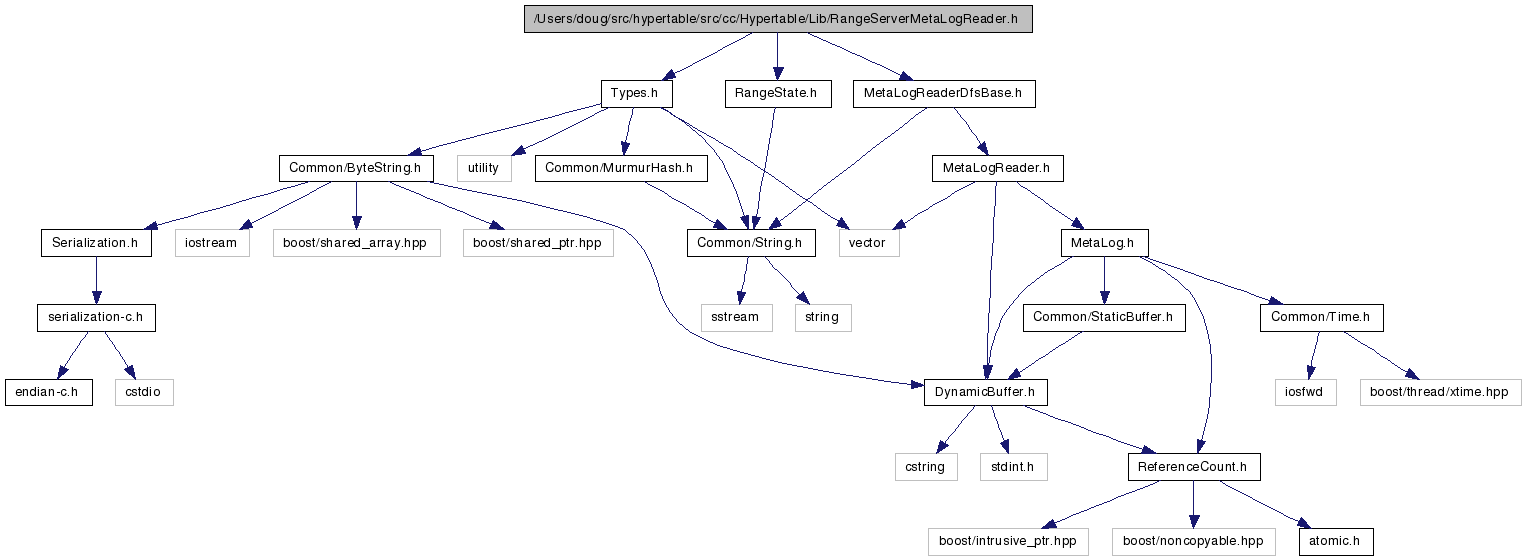 /Users/doug/src/hypertable/src/cc/Hypertable/Lib/RangeServerMetaLogReader.h
Types.h
RangeState.h
MetaLogReaderDfsBase.h
Common/ByteString.h
utility
Common/MurmurHash.h
MetaLogReader.h
Serialization.h
iostream
boost/shared_array.hpp
boost/shared_ptr.hpp
Common/String.h
vector
MetaLog.h
serialization-c.h
sstream
string
Common/StaticBuffer.h
Common/Time.h
endian-c.h
cstdio
DynamicBuffer.h
iosfwd
boost/thread/xtime.hpp
cstring
stdint.h
ReferenceCount.h
boost/intrusive_ptr.hpp
boost/noncopyable.hpp
atomic.h